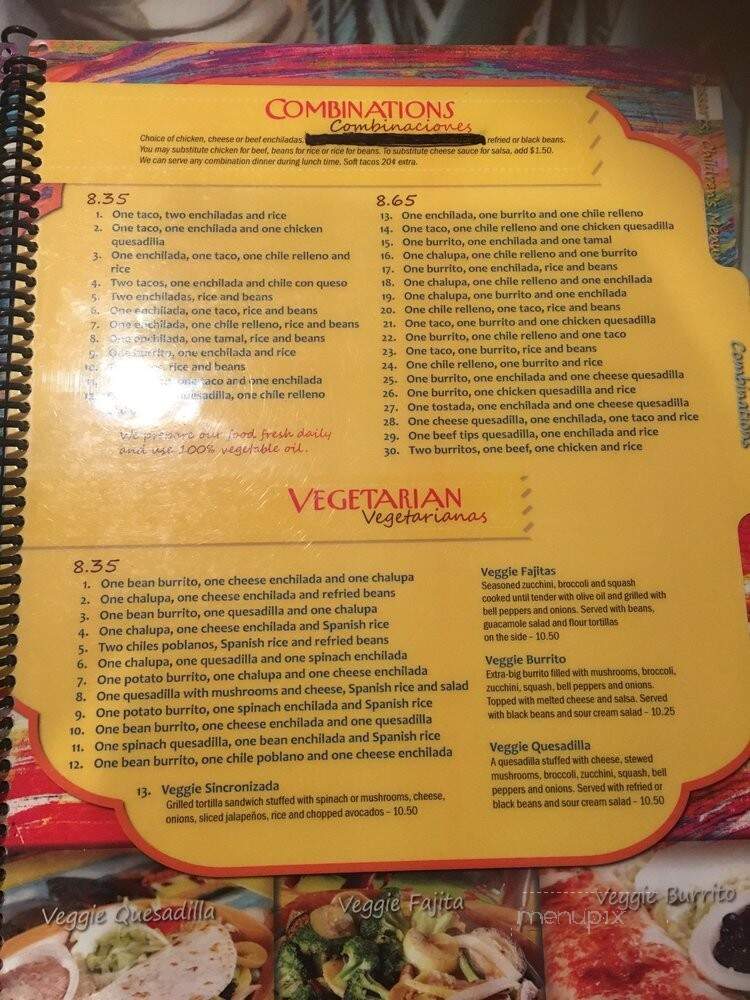 COMBINATIONS
Combinaciones
Choice of chicken, cheese or beef enchiladas. refried or black beans.
You may substitute chicken for beef, beans for rice or rice for beans. To substitute cheese sauce for salsa, add $1.50.
We can serve any combination dinner during lunch time. Soft tacos 20¢ extra.
8.35
1. One taco, two enchiladas and rice
2. One taco, one enchilada and one chicken
quesadilla
3. One enchilada, one taco, one chile relleno and
rice
4. Two tacos, one enchilada and chile con queso
5. Two enchiladas, rice and beans
6. One enchilada, one taco, rice and beans
7. One enchilada, one chile relleno, rice and beans
8. One enchilada, one tamal, rice and beans
9. One burrito, one enchilada and rice
10. rice and beans
11. one taco and one enchilada
12. quesadilla, one chile relleno
We prepare our food fresh daily
and use 100% vegetable oil.
8.65
13. One enchilada, one burrito and one chile relleno
14. One taco, one chile relleno and one chicken quesadilla
15. One burrito, one enchilada and one tamal
16. One chalupa, one chile relleno and one burrito
17. One burrito, one enchilada, rice and beans
18. One chalupa, one chile relleno and one enchilada
19. One chalupa, one burrito and one enchilada
20. One chile relleno, one taco, rice and beans
21. One taco, one burrito and one chicken quesadilla
22. One burrito, one chile relleno and one taco
23. One taco, one burrito, rice and beans
24. One chile relleno, one burrito and rice
25. One burrito, one enchilada and one cheese quesadilla
26. One burrito, one chicken quesadilla and rice
27. One tostada, one enchilada and one cheese quesadilla
28. One cheese quesadilla, one enchilada, one taco and rice
29. One beef tips quesadilla, one enchilada and rice
30. Two burritos, one beef, one chicken and rice
Children's Menu
Combinations
VEGETARIAN
Vegetarianas
8.35
1. One bean burrito, one cheese enchilada and one chalupa
2. One chalupa, one cheese enchilada and refried beans
3. One bean burrito, one quesadilla and one chalupa
4. One chalupa, one cheese enchilada and Spanish rice
5. Two chiles poblanos, Spanish rice and refried beans
6. One chalupa, one quesadilla and one spinach enchilada
7. One potato burrito, one chalupa and one cheese enchilada
8. One quesadilla with mushrooms and cheese, Spanish rice and salad
9. One potato burrito, one spinach enchilada and Spanish rice
10. One bean burrito, one cheese enchilada and one quesadilla
11. One spinach quesadilla, one bean enchilada and Spanish rice
12. One bean burrito, one chile poblano and one cheese enchilada
13. Veggie Sincronizada
Grilled tortilla sandwich stuffed with spinach or mushrooms, cheese,
onions, sliced jalapeños, rice and chopped avocados – 10.50
Veggie Fajitas
Seasoned zucchini, broccoli and squash
cooked until tender with olive oil and grilled with
bell peppers and onions. Served with beans,
guacamole salad and flour tortillas
on the side – 10.50
Veggie Burrito
Extra-big burrito filled with mushrooms, broccoli,
zucchini, squash, bell peppers and onions.
Topped with melted cheese and salsa. Served
with black beans and sour cream salad – 10.25
Veggie Quesadilla
A quesadilla stuffed with cheese, stewed
mushrooms, broccoli, zucchini, squash, bell
peppers and onions. Served with refried or
black beans and sour cream salad – 10.50
Veggie Quesadilla
Veggie Fajita
Veggie Burrito
menupix